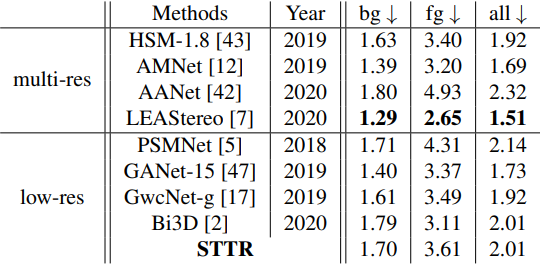 Methods Year bg ↓ fg ↓ all ↓
HSM-1.8 [43] 2019 1.63 3.40 1.92
AMNet [12] 2019 1.39 3.20 1.69
multi-res
AANet [42] 2020 1.80 4.93 2.32
LEAStereo [7] 2020 1.29 2.65 1.51
PSMNet [5] 2018 1.71 4.31 2.14
GANet-15 [47] 2019 1.40 3.37 1.73
low-res
GwcNet-g [17] 2019 1.61 3.49 1.92
Bi3D [2] 2020 1.79 3.11 2.01
STTR 1.70 3.61 2.01